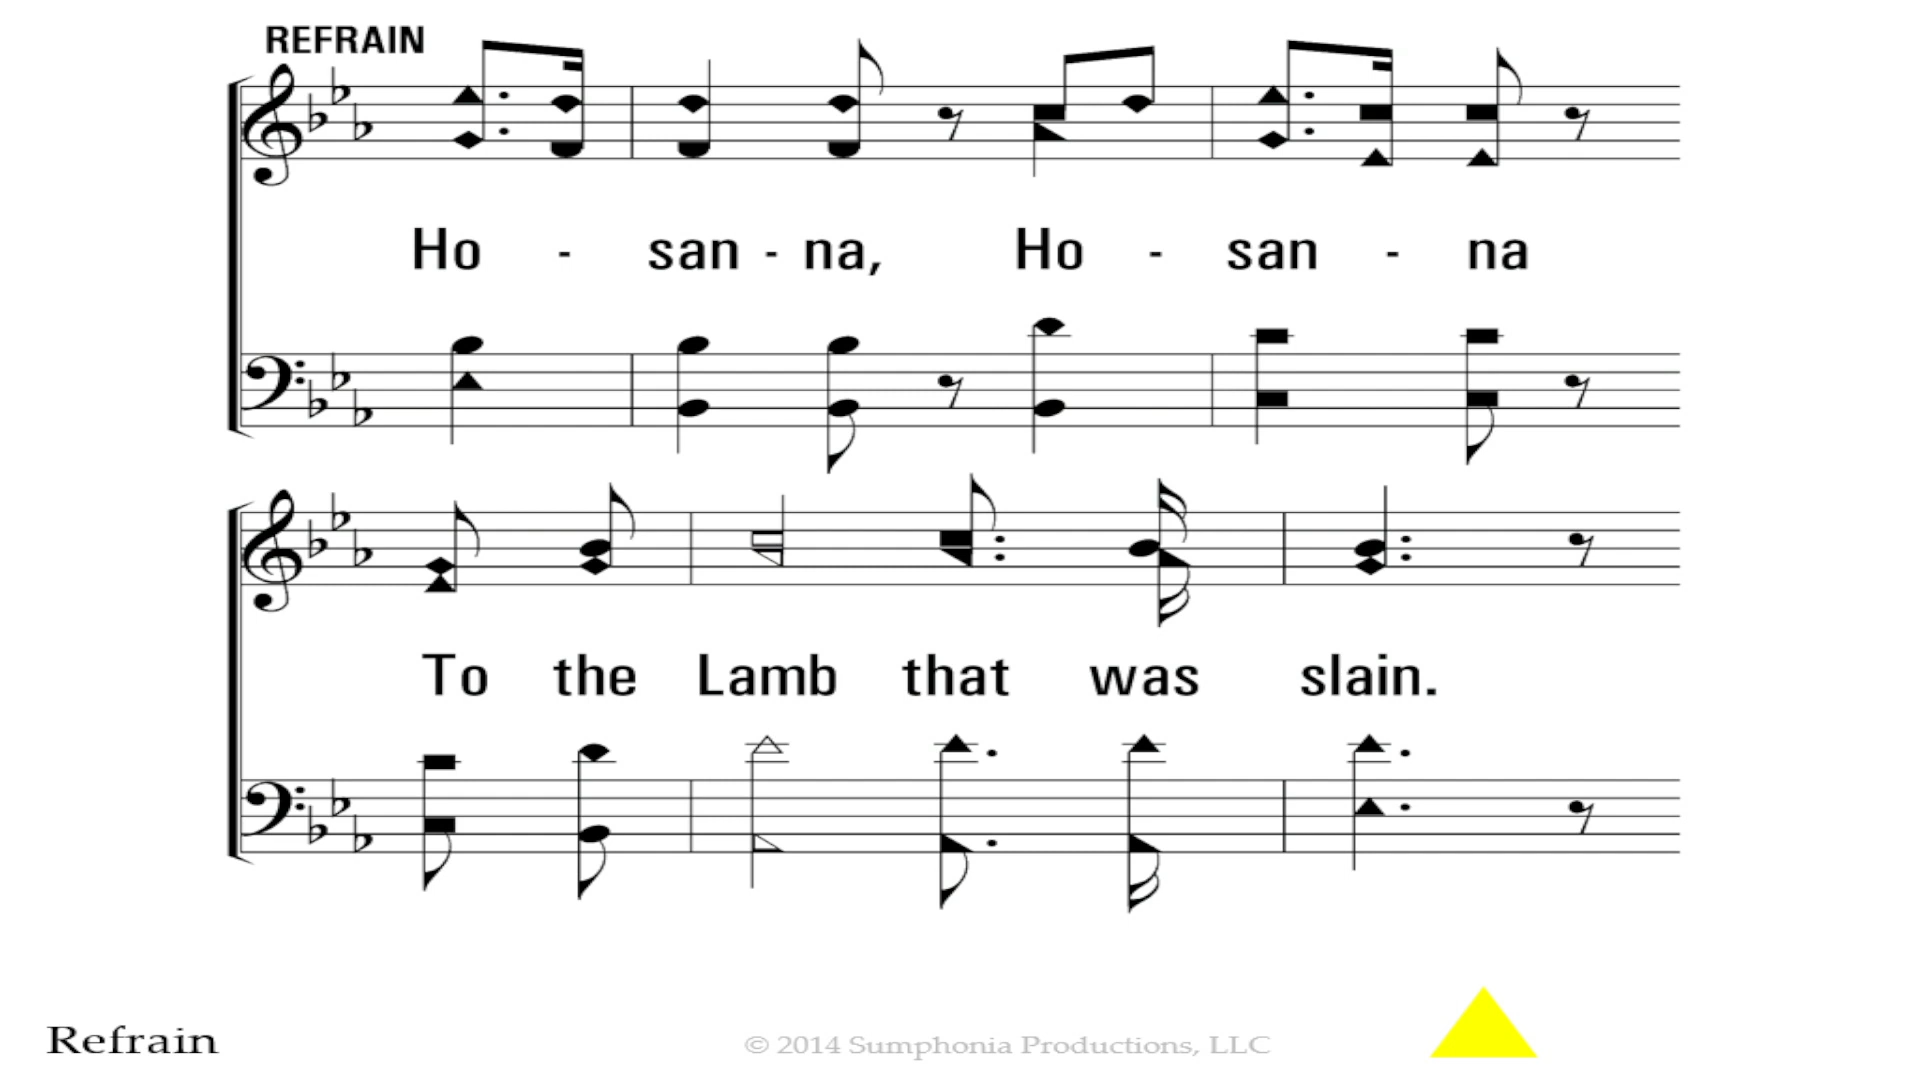 REFRAIN
Ho - san - na, Ho - san - na
To the Lamb that was slain.
Refrain
© 2014 Sumphonia Productions, LLC